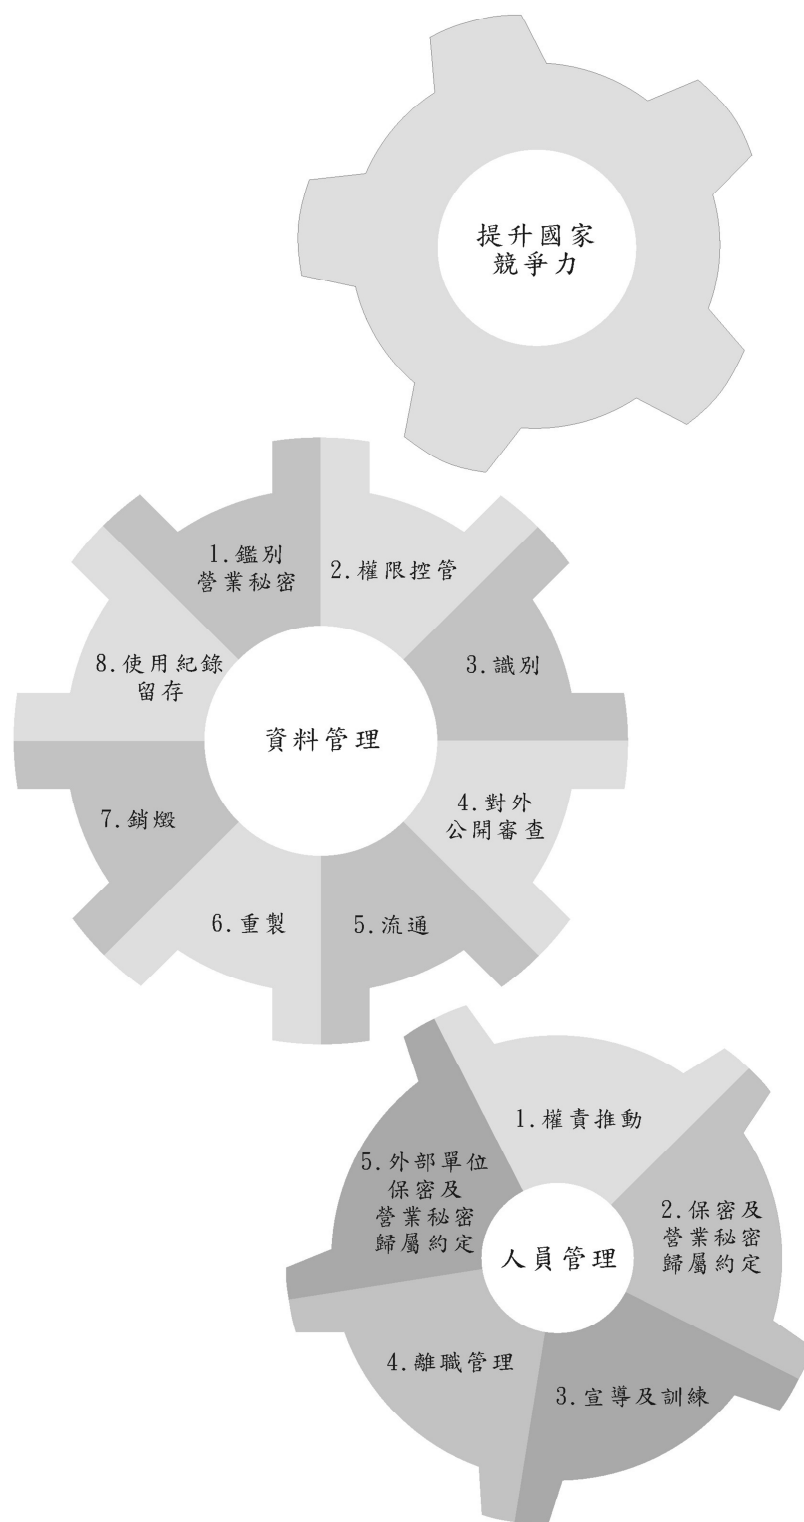 提升國家
競爭力
1.鑑別
營業秘密
2.權限控管
3.識別
4.對外
公開審查
5.流通
6.重製
7.銷燬
8.使用紀錄
留存
資料管理
1.權責推動
2.保密及
營業秘密
歸屬約定
3.宣導及訓練
4.離職管理
5.外部單位
保密及
營業秘密
歸屬約定
人員管理